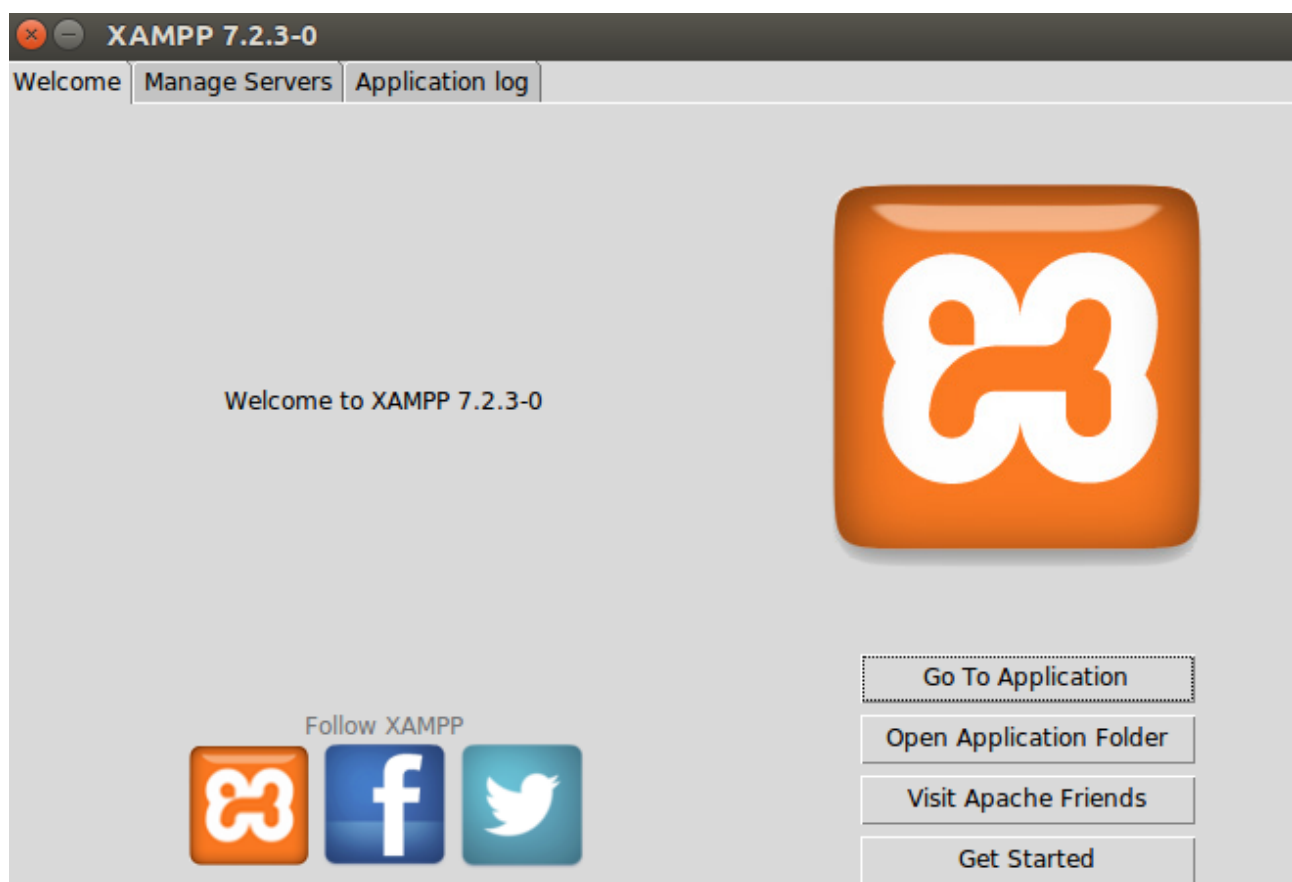 XAMPP 7.2.3-0
Welcome Manage Servers Application log
Welcome to XAMPP 7.2.3-0
Follow XAMPP
Go To Application
Open Application Folder
Visit Apache Friends
Get Started